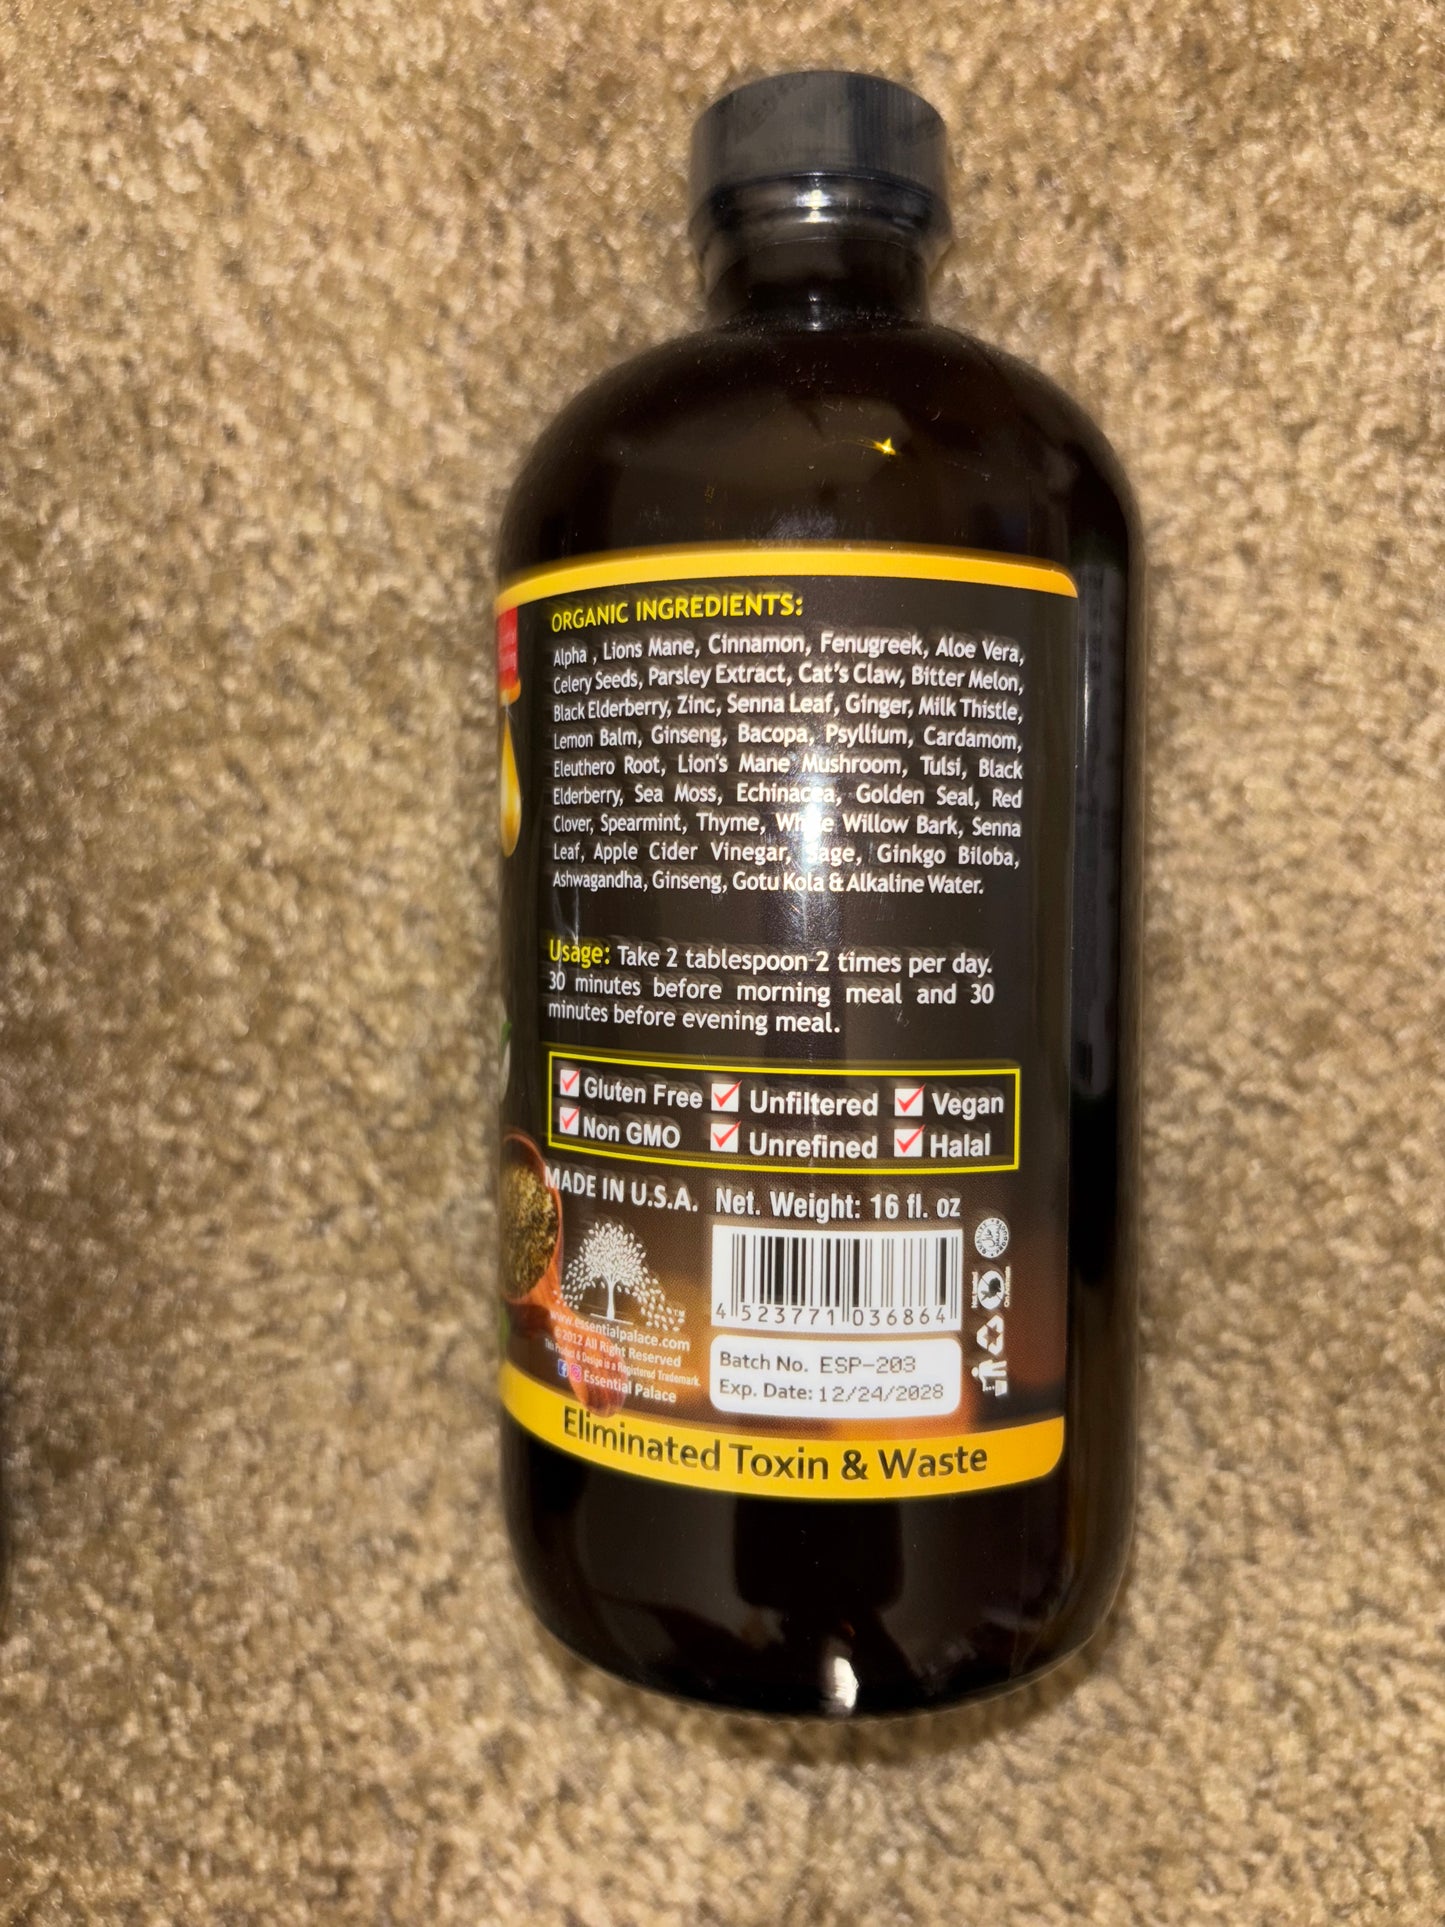 ORGANIC INGREDIENTS:
Alpha , Lions Mane, Cinnamon, Fenugreek, Aloe Vera,
Celery Seeds, Parsley Extract, Cat's Claw, Bitter Melon,
Black Elderberry, Zinc, Senna Leaf, Ginger, Milk Thistle,
Lemon Balm, Ginseng, Bacopa, Psyllium, Cardamom,
Eleuthero Root, Lion's Mane Mushroom, Tulsi, Black
Elderberry, Sea Moss, Echinacea, Golden Seal, Red
Clover, Spearmint, Thyme, White Willow Bark, Senna
Leaf, Apple Cider Vinegar, Sage, Ginkgo Biloba,
Ashwagandha, Ginseng, Gotu Kola & Alkaline Water.
Usage: Take 2 tablespoon 2 times per day.
30 minutes before morning meal and 30
minutes before evening meal.
Gluten Free Unfiltered Vegan
Non GMO Unrefined Halal
MADE IN U.S.A. Net. Weight: 16 fl. oz
www.essentialpalace.com
© 2012 All Right Reserved
This Product & Design is a Registered Trademark.
Essential Palace
4 523771 036864
Batch No. ESP-203
Exp. Date: 12/24/2028
Eliminated Toxin & Waste